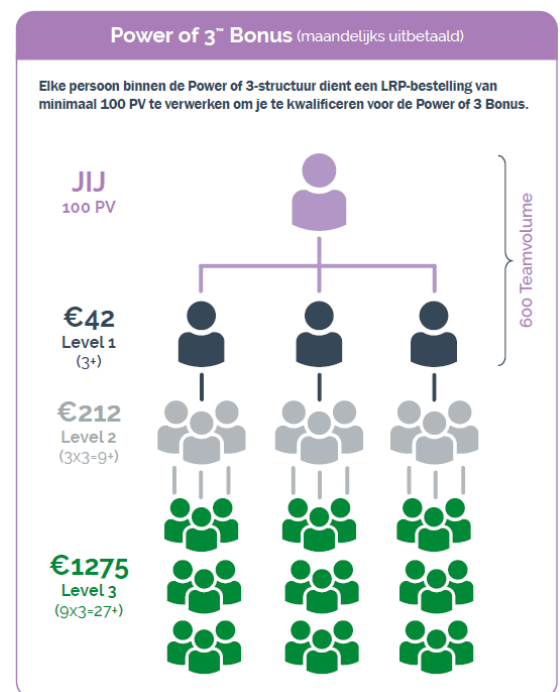 Power of 3™ Bonus (maandelijks uitbetaald)
Elke persoon binnen de Power of 3-structuur dient een LRP-bestelling van
minimaal 100 PV te verwerken om je te kwalificeren voor de Power of 3 Bonus.
JIJ
100 PV
600 Teamvolume
€42
Level 1
(3+)
€212
Level 2
(3x3=9+)
€1275
Level 3
(9x3=27+)